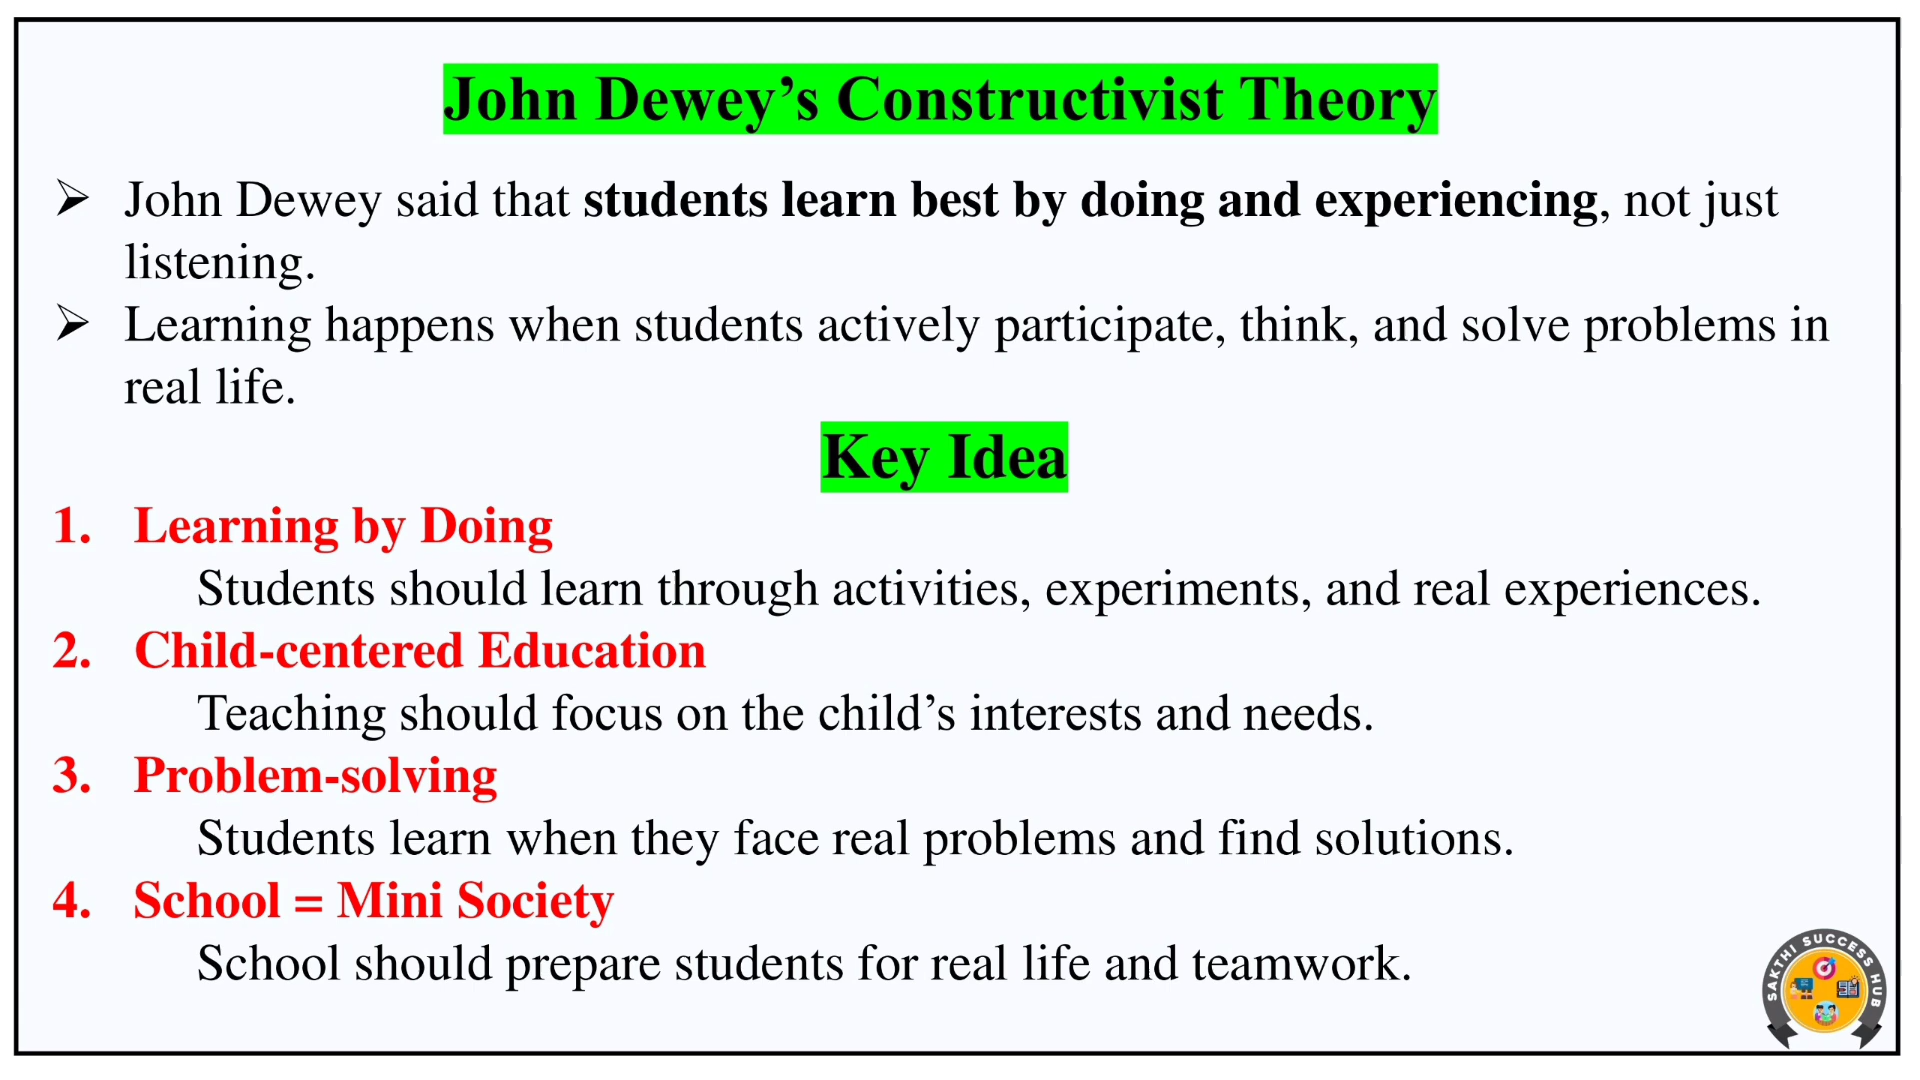 John Dewey’s Constructivist Theory
➢ John Dewey said that students learn best by doing and experiencing, not just
listening.
➢ Learning happens when students actively participate, think, and solve problems in
real life.
Key Idea
1. Learning by Doing
Students should learn through activities, experiments, and real experiences.
2. Child-centered Education
Teaching should focus on the child’s interests and needs.
3. Problem-solving
Students learn when they face real problems and find solutions.
4. School = Mini Society
School should prepare students for real life and teamwork.
SAKTHI SUCCESS HUB